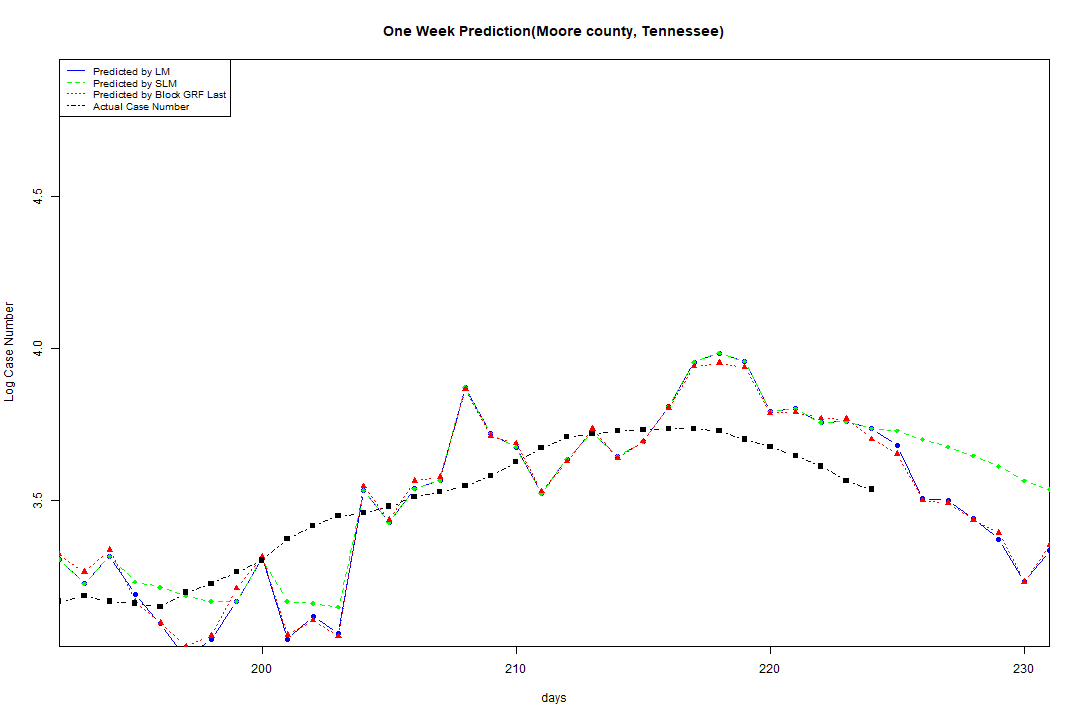 One Week Prediction(Moore county, Tennessee)
Predicted by LM
Predicted by SLM
Predicted by Block GRF Last
Actual Case Number
4.5
4.0
3.5
Log Case Number
200
210
220
230
days